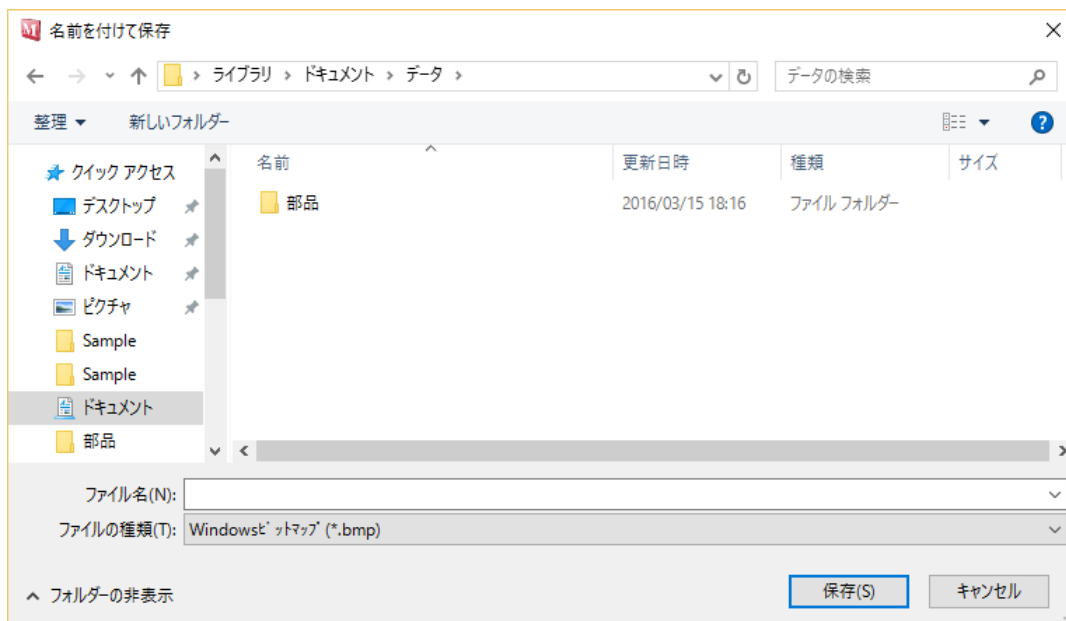 名前を付けて保存
ライブラリ › ドキュメント › データ ›
データの検索
整理 新しいフォルダー
名前 更新日時 種類 サイズ
部品 2016/03/15 18:16 ファイル フォルダー
クイック アクセス
デスクトップ
ダウンロード
ドキュメント
ピクチャ
Sample
Sample
ドキュメント
部品
ファイル名(N):
ファイルの種類(T): Windowsﾋﾞｯﾄﾏｯﾌﾟ(*.bmp)
フォルダーの非表示 保存(S) キャンセル